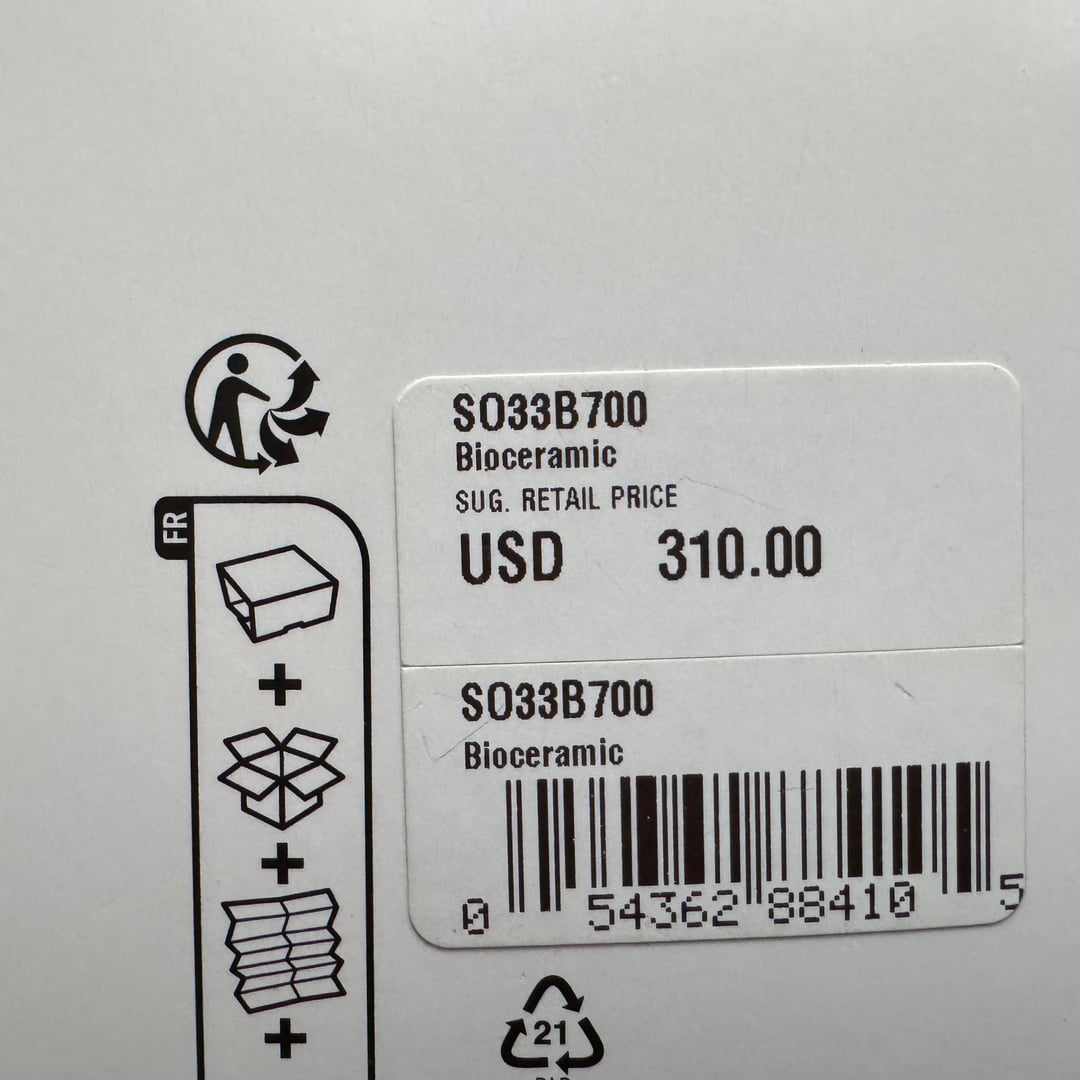 SO33B700
Bioceramic
SUG. RETAIL PRICE
USD 310.00
FR
SO33B700
Bioceramic
0 54362 88410 5
21